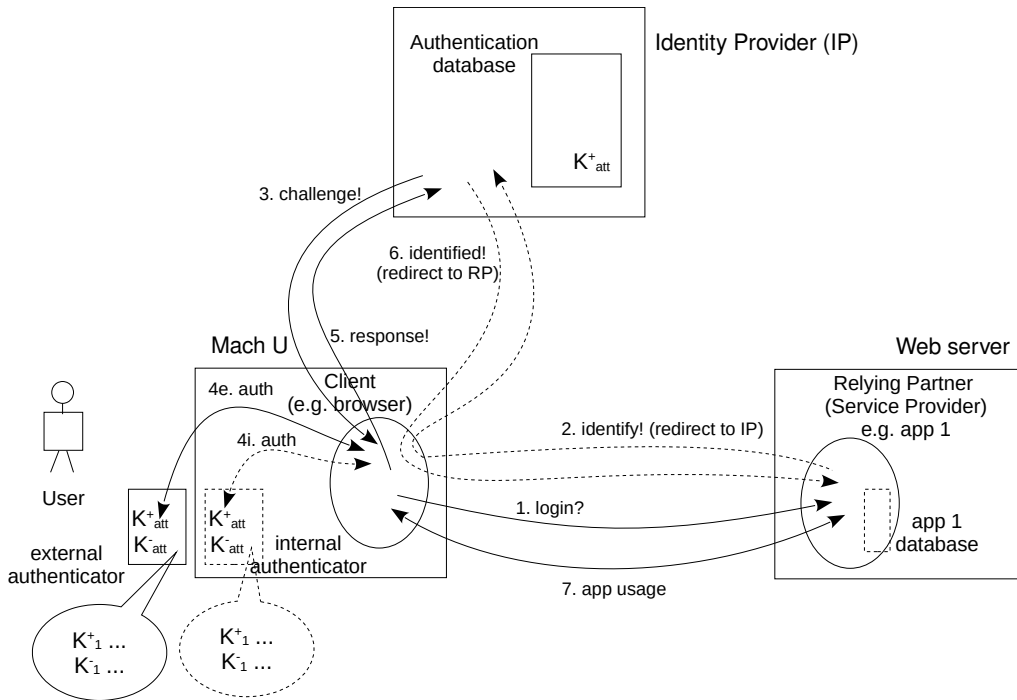 Authentication
database
Identity Provider (IP)
K⁺att
3. challenge!
6. identified!
(redirect to RP)
5. response!
Mach U
Web server
4e. auth
Client
(e.g. browser)
Relying Partner
(Service Provider)
e.g. app 1
4i. auth
2. identify! (redirect to IP)
User
K⁺att
K⁻att
K⁺att
K⁻att
1. login?
app 1
database
external
authenticator
internal
authenticator
7. app usage
K⁺₁ ...
K⁻₁ ...
K⁺₁ ...
K⁻₁ ...